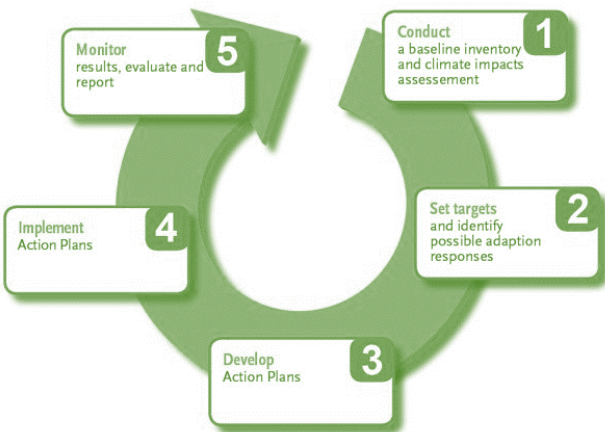 1
Conduct
a baseline inventory
and climate impacts
assessement
2
Set targets
and identify
possible adaption
responses
3
Develop
Action Plans
4
Implement
Action Plans
5
Monitor
results, evaluate and
report